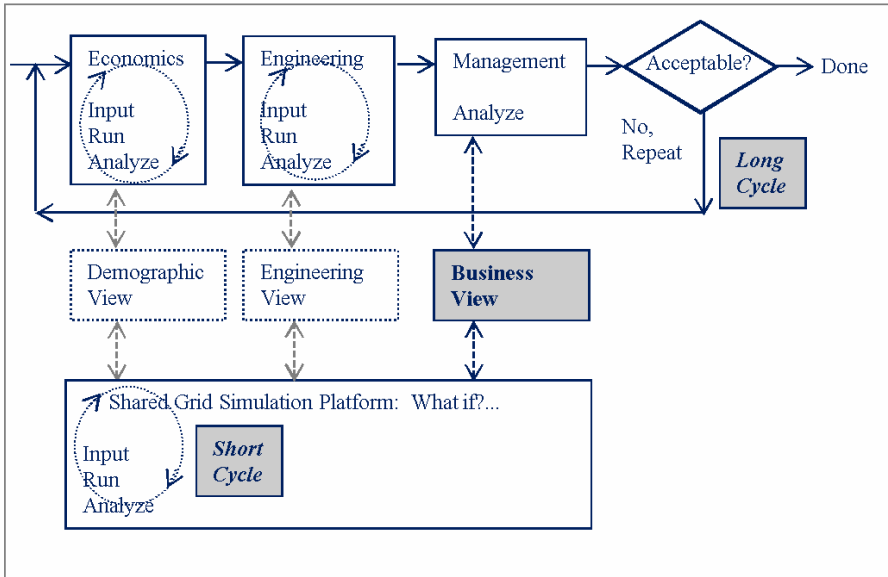 Economics
Input
Run
Analyze
Engineering
Input
Run
Analyze
Management
Analyze
Acceptable?
Done
No,
Repeat
Long
Cycle
Demographic
View
Engineering
View
Business
View
Shared Grid Simulation Platform:  What if?...
Input
Run
Analyze
Short
Cycle